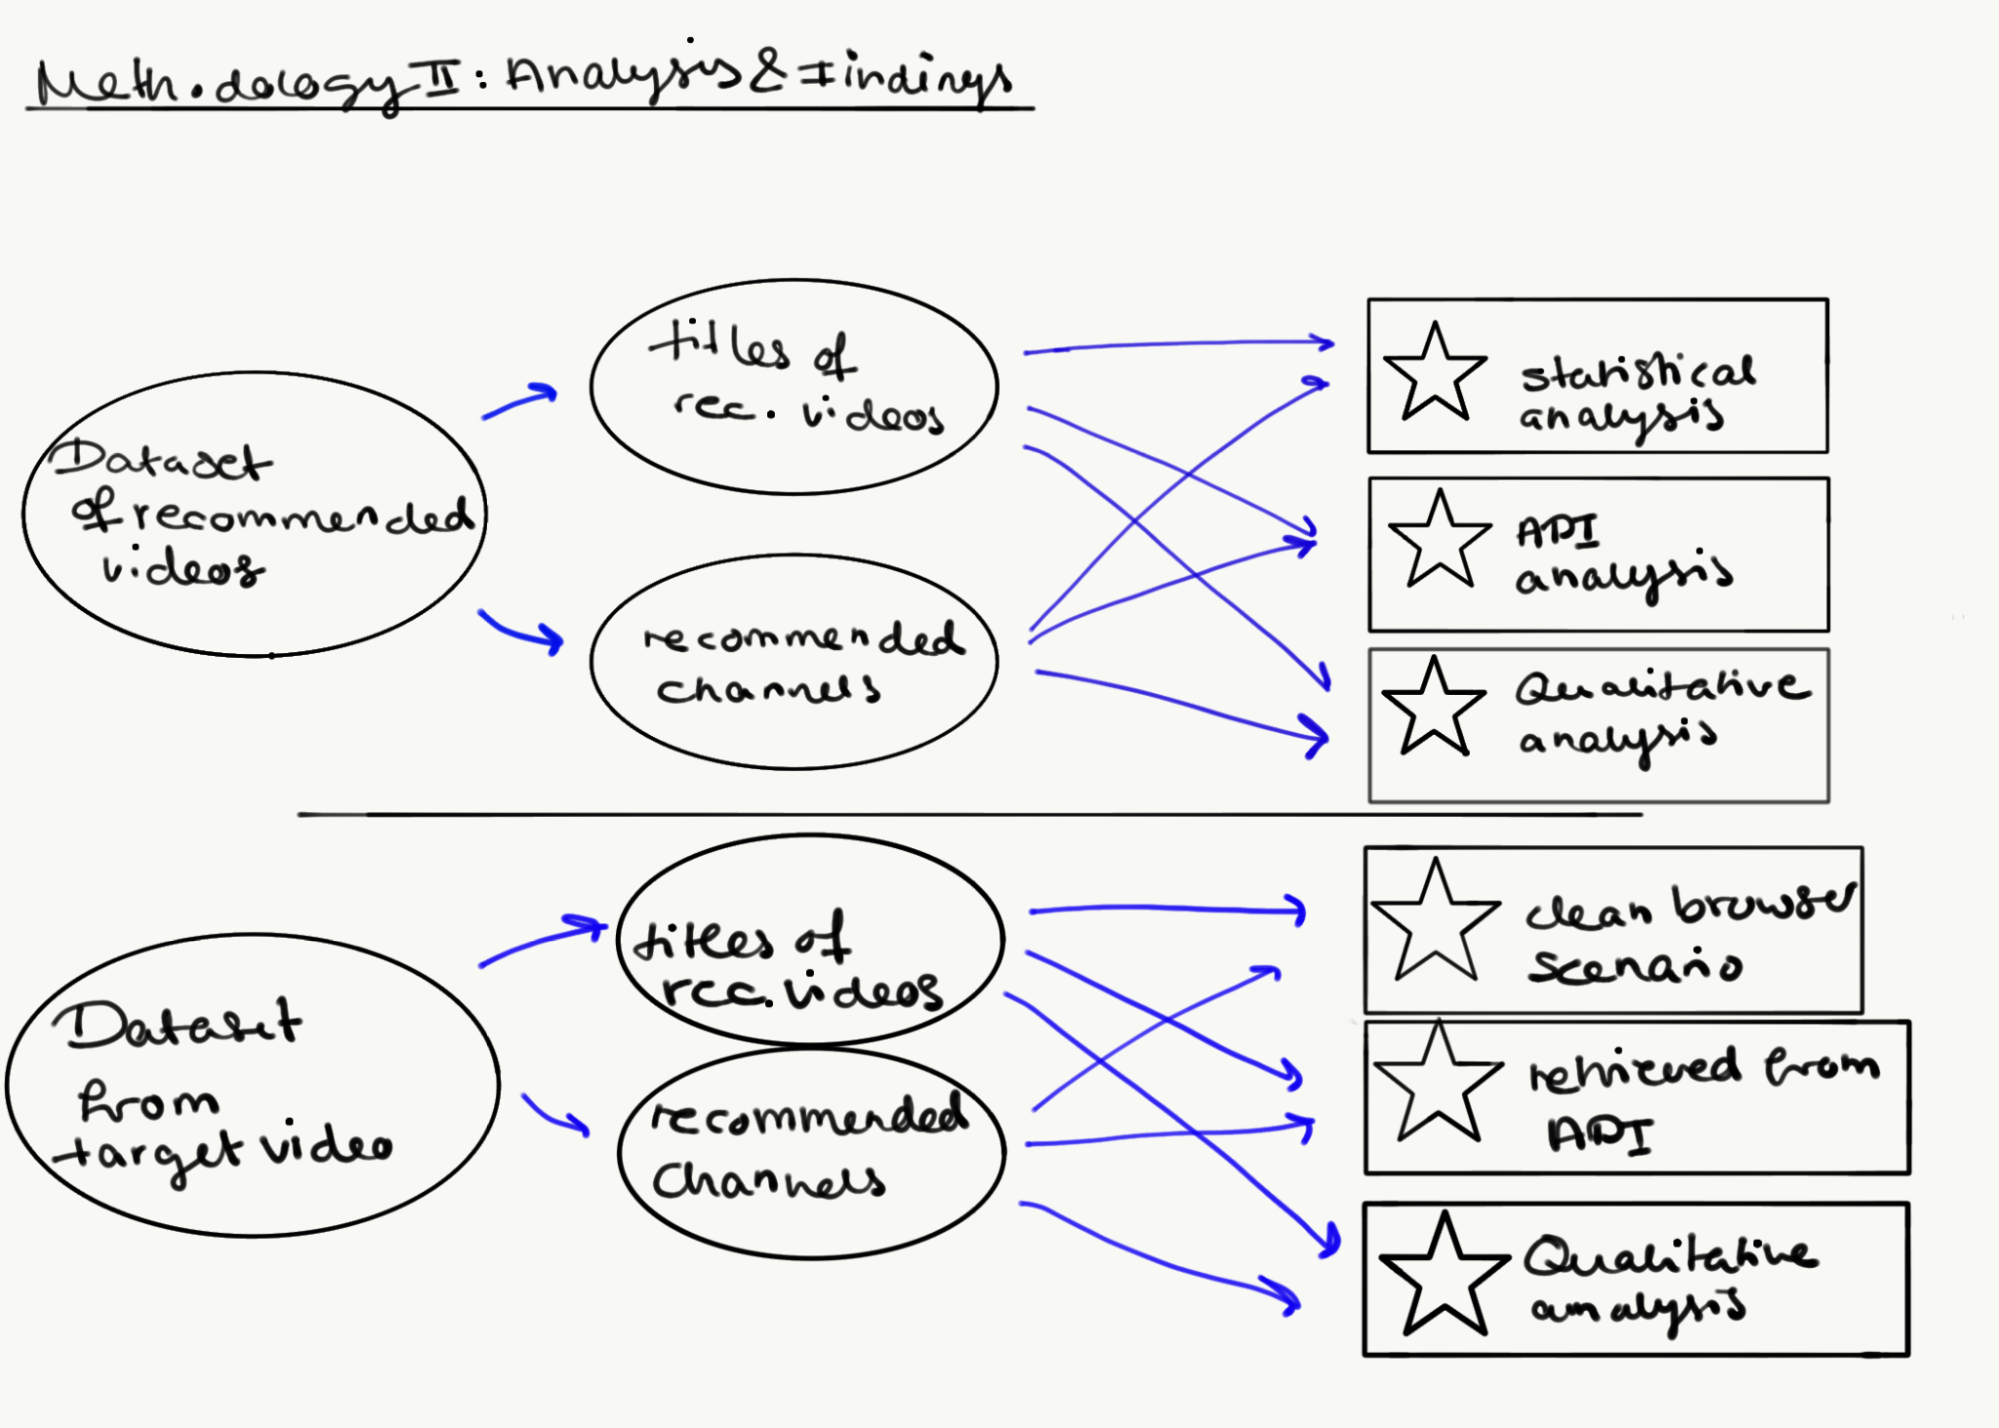 Methodology II: Analysis & Findings
titles of
rec. videos
Dataset
of recommended
videos
recommended
channels
statistical
analysis
API
analysis
Qualitative
analysis
titles of
rec. videos
Dataset
from
target video
recommended
channels
clean browser
scenario
retrieved from
API
Qualitative
analysis